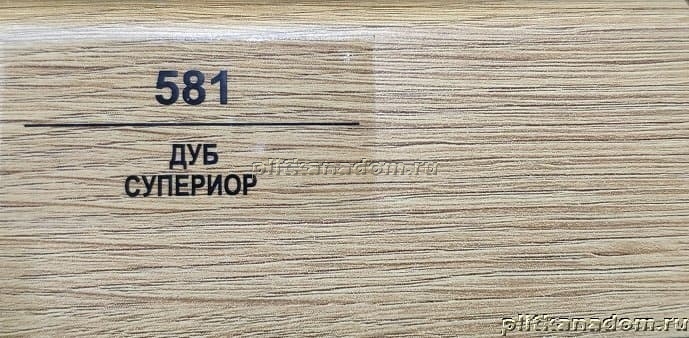 581
ДУБ
СУПЕРИОР
plitkanadom.ru
plitkanadom.ru